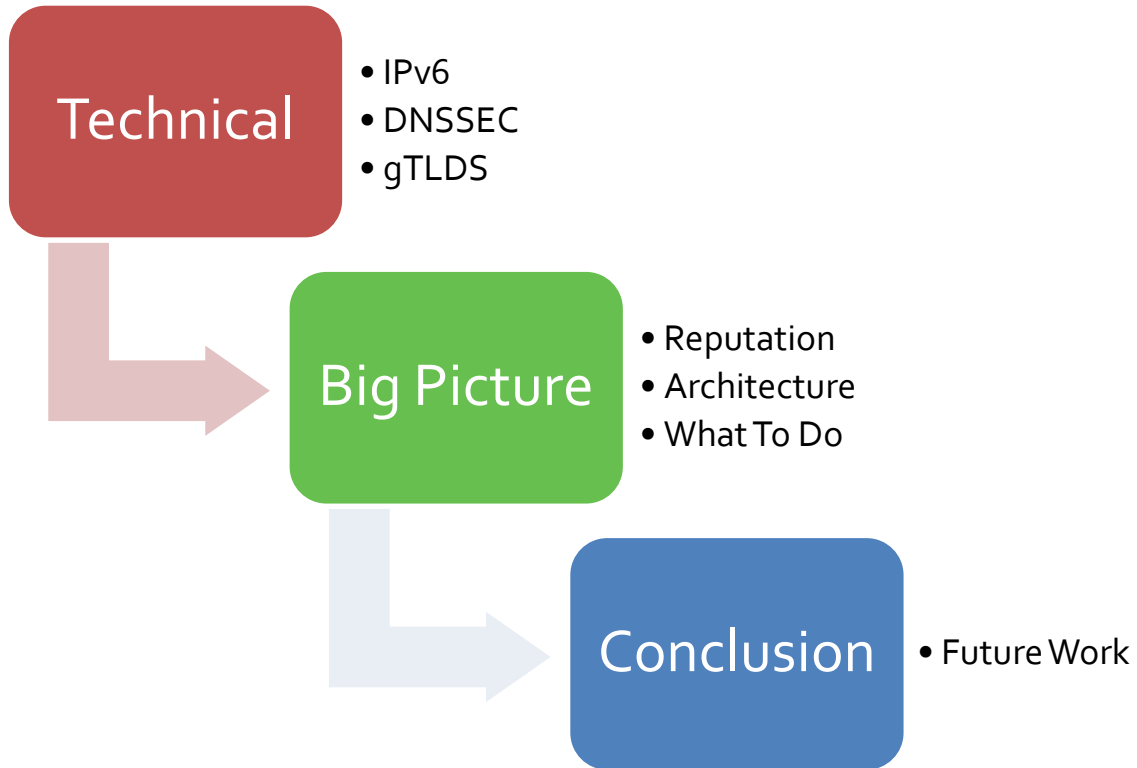 Technical
• IPv6
• DNSSEC
• gTLDS
Big Picture
• Reputation
• Architecture
• What To Do
Conclusion
• Future Work